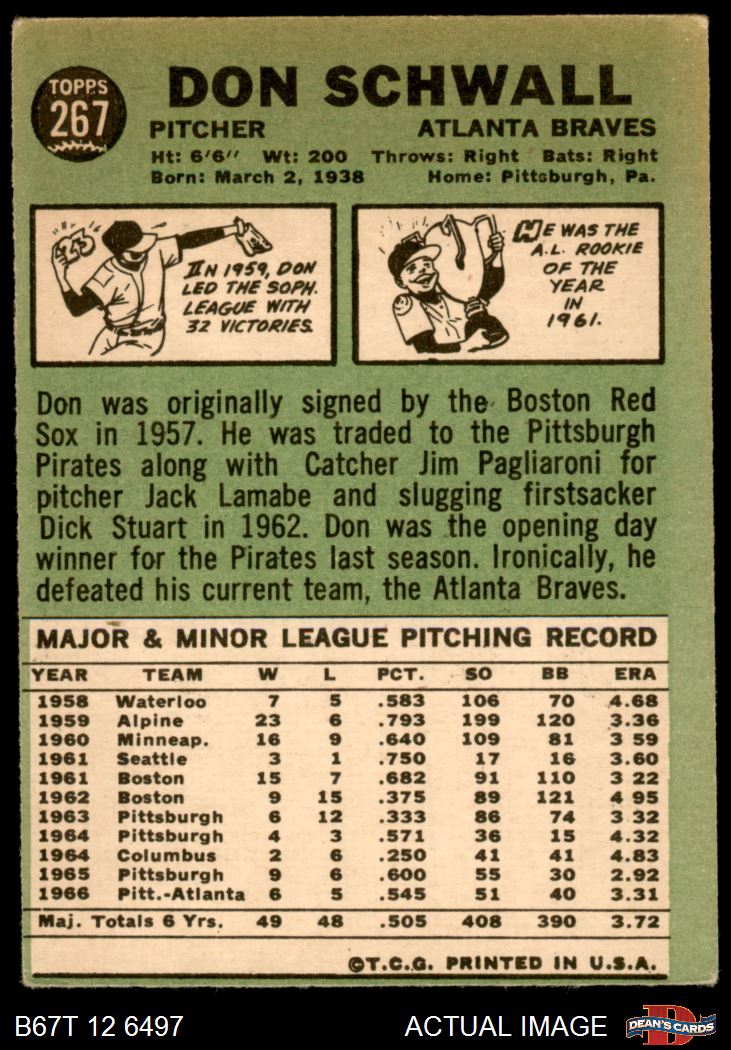 TOPPS
267
DON SCHWALL
PITCHER ATLANTA BRAVES
Ht: 6'6'' Wt: 200 Throws: Right Bats: Right
Born: March 2, 1938 Home: Pittsburgh, Pa.
23
IN 1959, DON
LED THE SOPH.
LEAGUE WITH
32 VICTORIES.
HE WAS THE
A.L. ROOKIE
OF THE
YEAR
IN
1961.
Don was originally signed by the Boston Red
Sox in 1957. He was traded to the Pittsburgh
Pirates along with Catcher Jim Pagliaroni for
pitcher Jack Lamabe and slugging firstsacker
Dick Stuart in 1962. Don was the opening day
winner for the Pirates last season. Ironically, he
defeated his current team, the Atlanta Braves.
MAJOR & MINOR LEAGUE PITCHING RECORD
YEAR TEAM W L PCT. SO BB ERA
1958 Waterloo 7 5 .583 106 70 4.68
1959 Alpine 23 6 .793 199 120 3.36
1960 Minneap. 16 9 .640 109 81 3 59
1961 Seattle 3 1 .750 17 16 3.60
1961 Boston 15 7 .682 91 110 3 22
1962 Boston 9 15 .375 89 121 4 95
1963 Pittsburgh 6 12 .333 86 74 3 32
1964 Pittsburgh 4 3 .571 36 15 4.32
1964 Columbus 2 6 .250 41 41 4.83
1965 Pittsburgh 9 6 .600 55 30 2.92
1966 Pitt.-Atlanta 6 5 .545 51 40 3.31
Maj. Totals 6 Yrs. 49 48 .505 408 390 3.72
©T.C.G. PRINTED IN U.S.A.
B67T 12 6497 ACTUAL IMAGE
DEAN'S CARDS